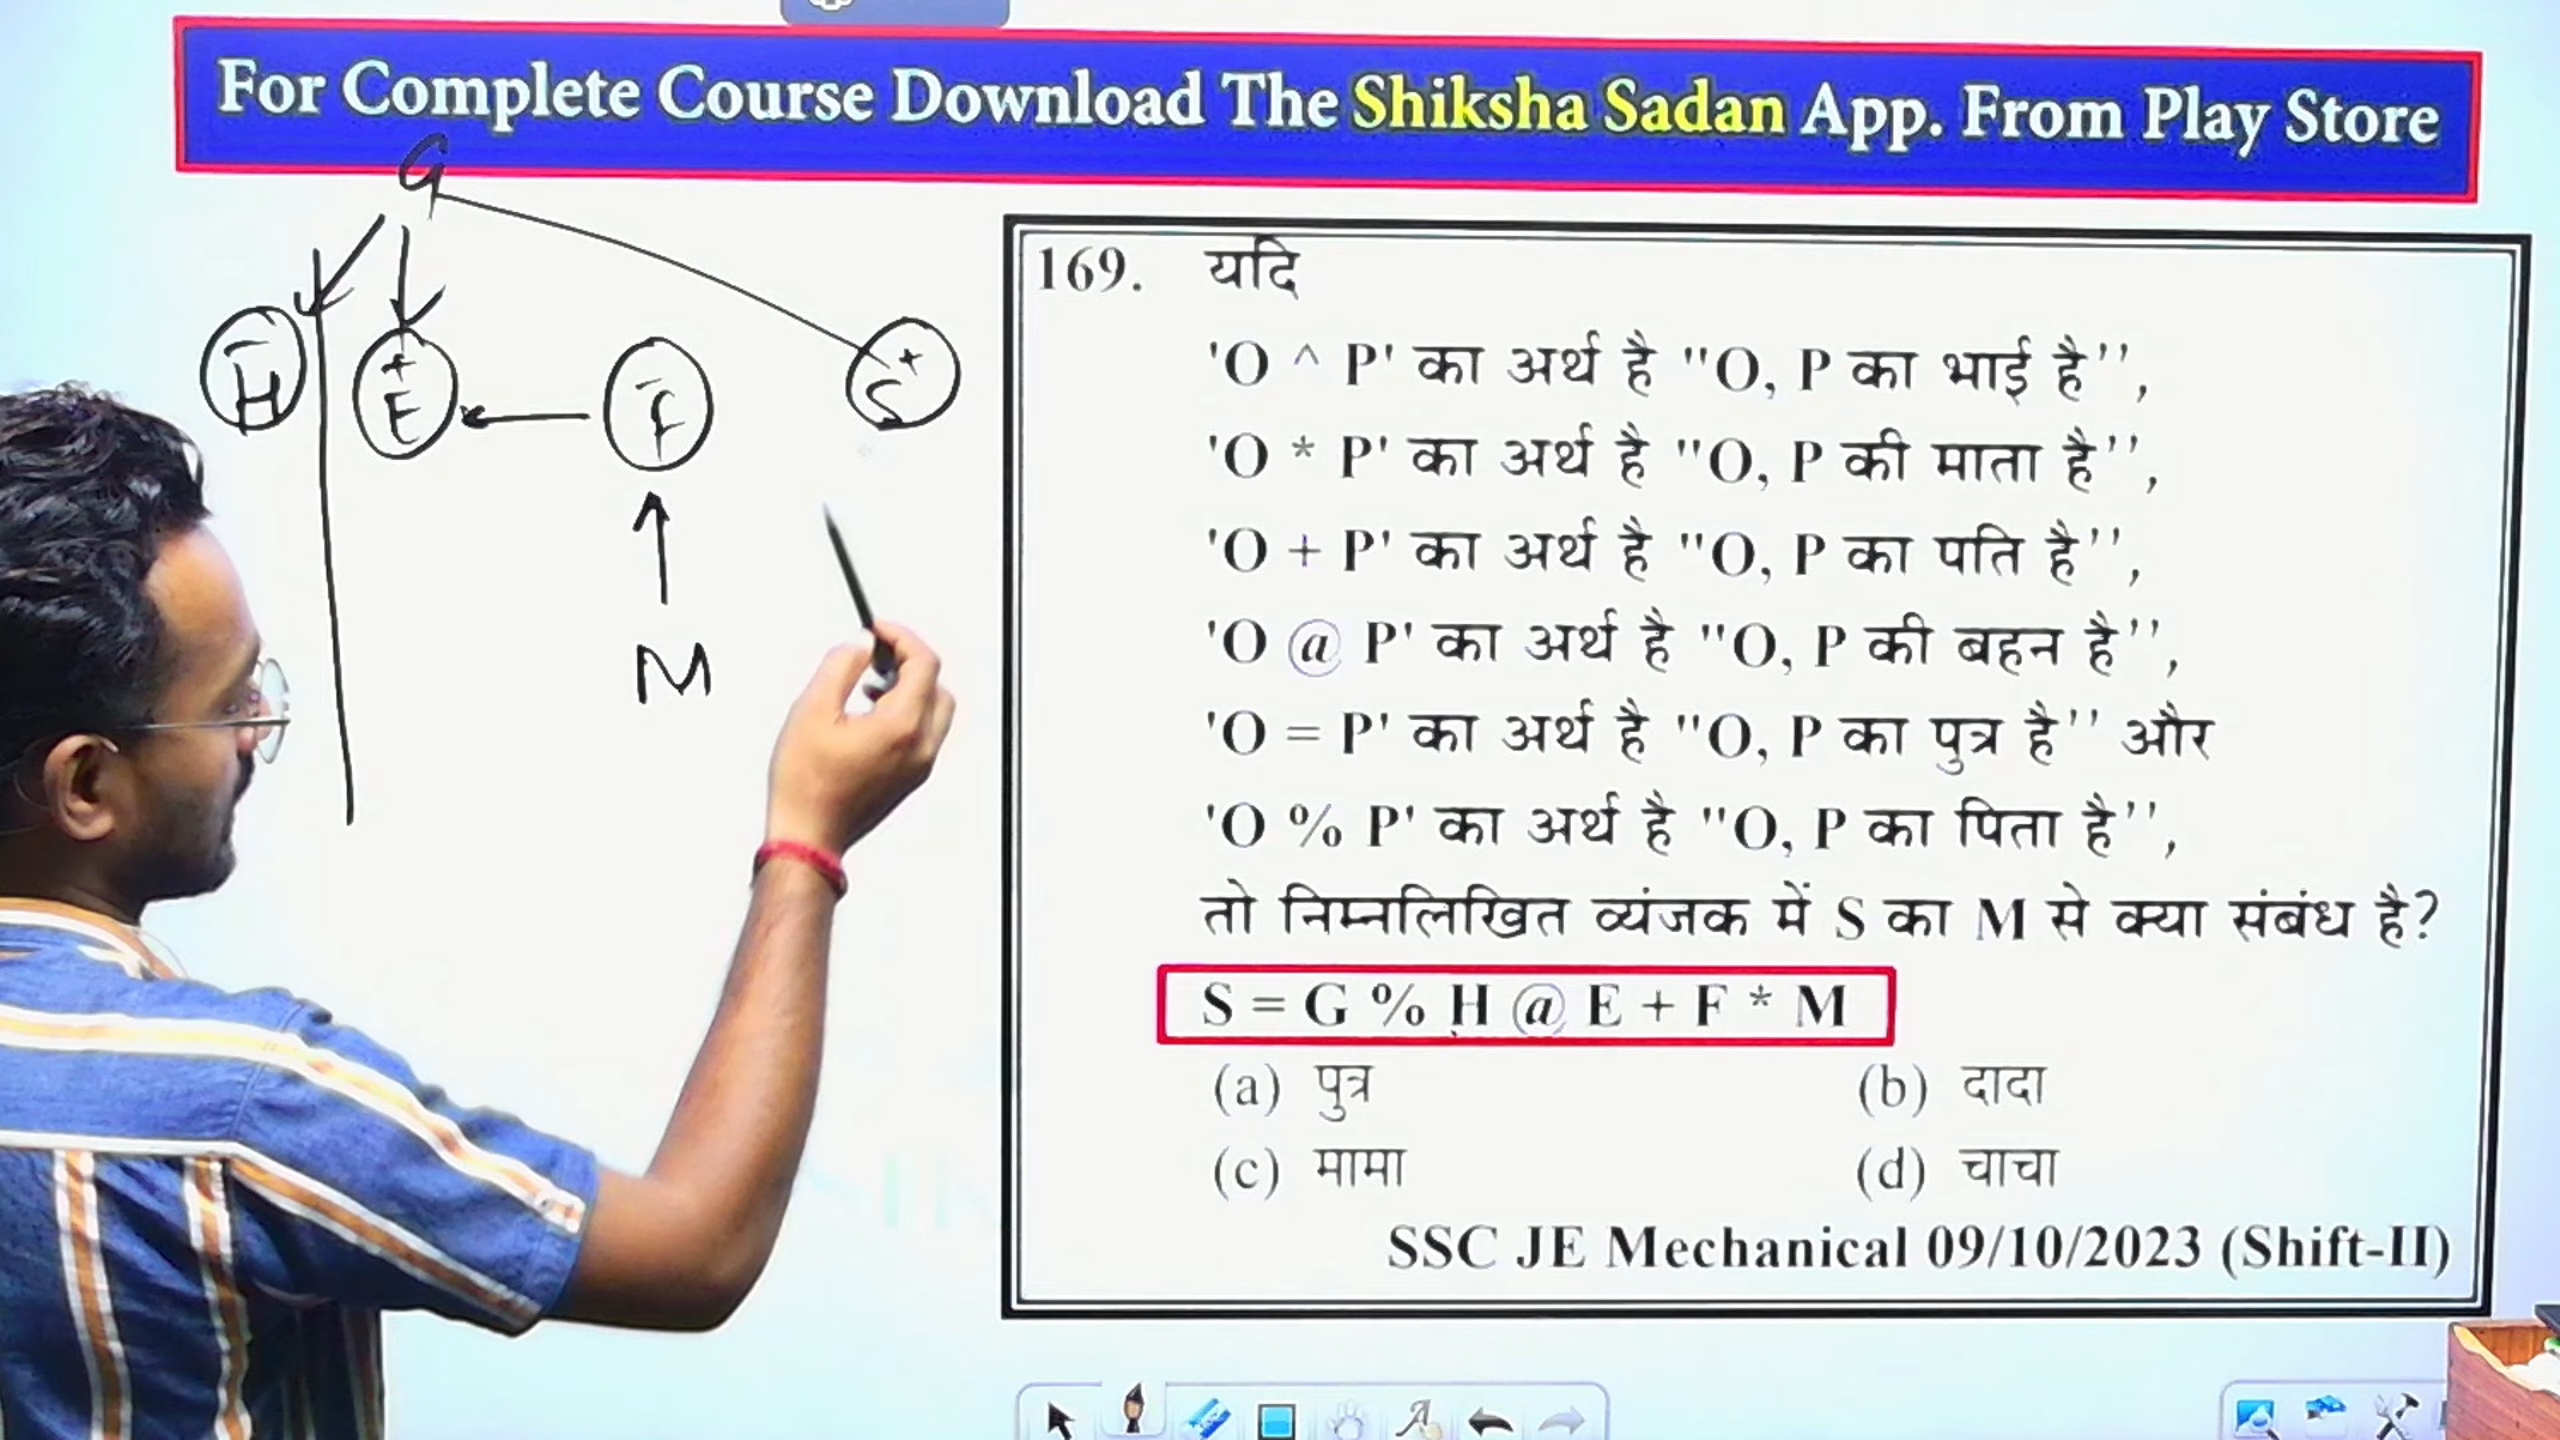 For Complete Course Download The Shiksha Sadan App. From Play Store
G
H
E
F
S
M
169. यदि
'O ^ P' का अर्थ है "O, P का भाई है'',
'O * P' का अर्थ है "O, P की माता है'',
'O + P' का अर्थ है "O, P का पति है'',
'O @ P' का अर्थ है "O, P की बहन है'',
'O = P' का अर्थ है "O, P का पुत्र है'' और
'O % P' का अर्थ है "O, P का पिता है'',
तो निम्नलिखित व्यंजक में S का M से क्या संबंध है?
S = G % H @ E + F * M
(a) पुत्र (b) दादा
(c) मामा (d) चाचा
SSC JE Mechanical 09/10/2023 (Shift-II)